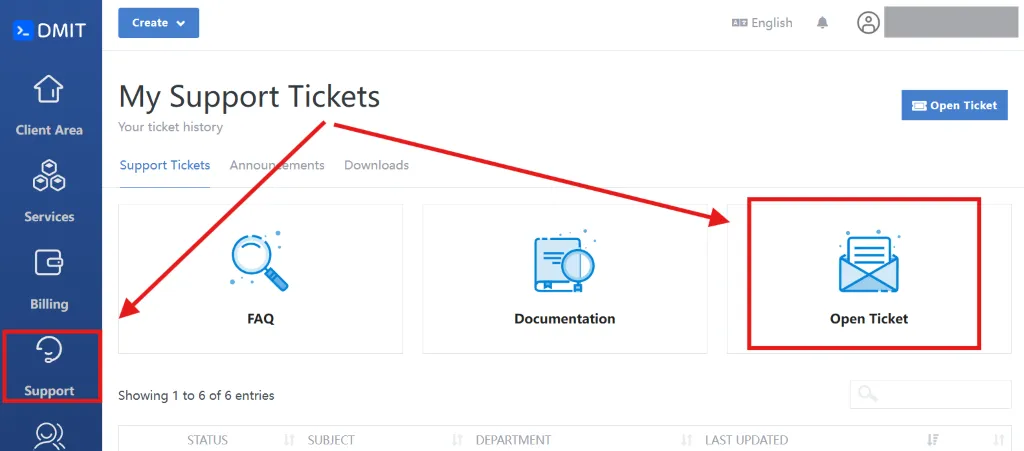 DMIT
Create
English
Client Area
Services
Billing
Support
My Support Tickets
Your ticket history
Open Ticket
Support Tickets
Announcements
Downloads
FAQ
Documentation
Open Ticket
Showing 1 to 6 of 6 entries
STATUS
SUBJECT
DEPARTMENT
LAST UPDATED